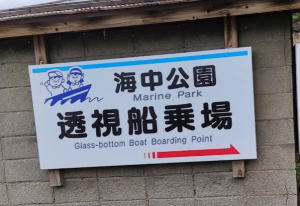 海中公園
Marine Park
透視船乗場
Glass-bottom Boat Boarding Point